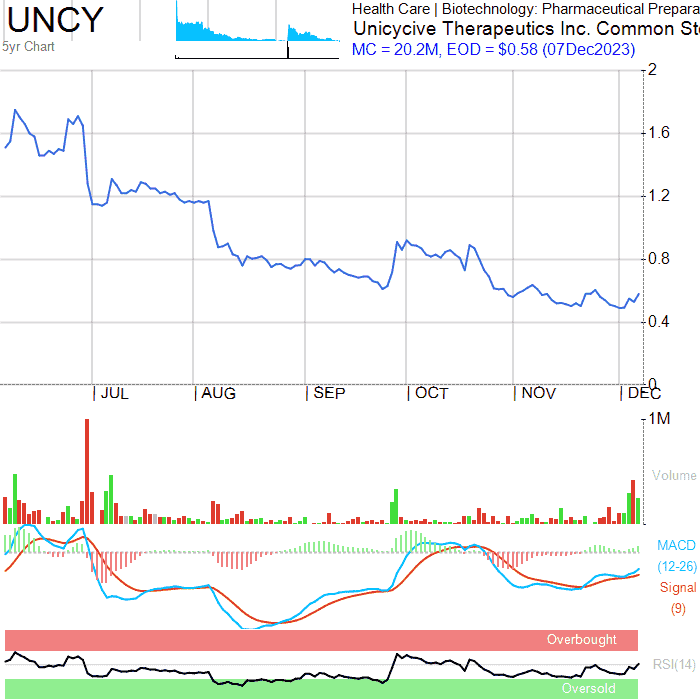 UNCY
5yr Chart
Health Care | Biotechnology: Pharmaceutical Prepara
Unicycive Therapeutics Inc. Common Sto
MC = 20.2M, EOD = $0.58 (07Dec2023)
2
1.6
1.2
0.8
0.4
0
JUL
AUG
SEP
OCT
NOV
DEC
1M
Volume
MACD
(12-26)
Signal
(9)
Overbought
RSI(14)
Oversold